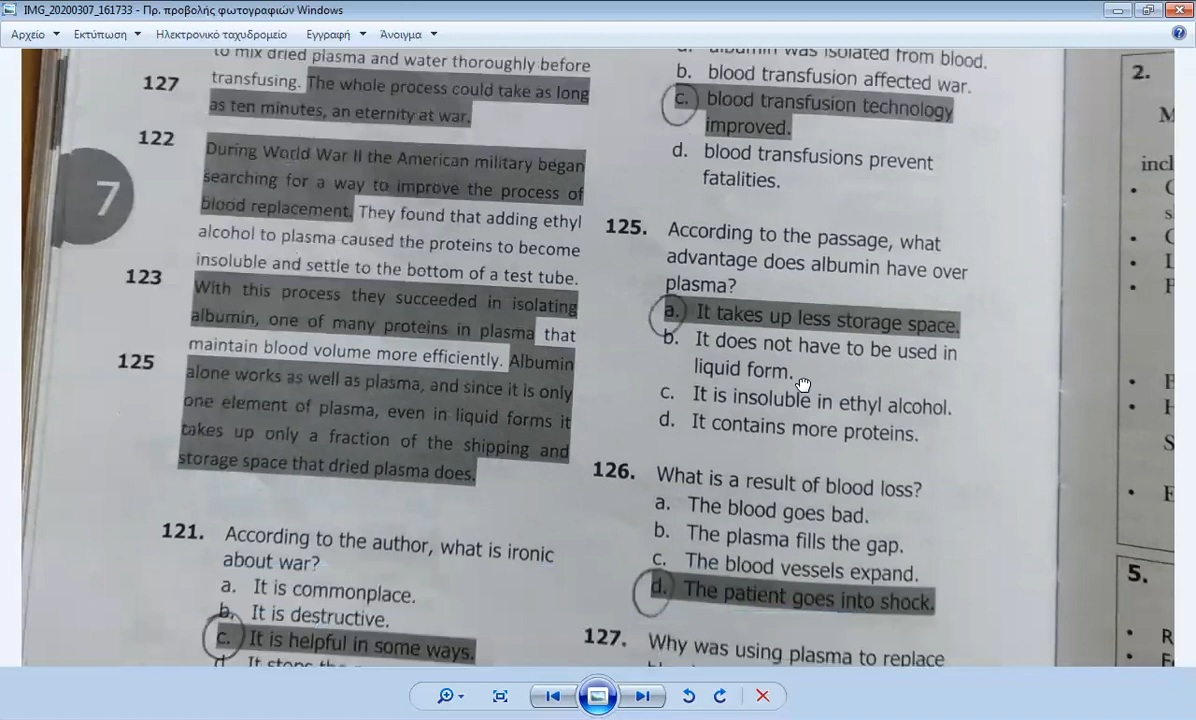 IMG_20200307_161733 - Πρ. προβολής φωτογραφιών Windows
Αρχείο Εκτύπωση Ηλεκτρονικό ταχυδρομείο Εγγραφή Άνοιγμα
to mix dried plasma and water thoroughly before
127 transfusing. The whole process could take as long
as ten minutes, an eternity at war.
122 During World War II the American military began
searching for a way to improve the process of
blood replacement. They found that adding ethyl
alcohol to plasma caused the proteins to become
insoluble and settle to the bottom of a test tube.
123 With this process they succeeded in isolating
albumin, one of many proteins in plasma that
maintain blood volume more efficiently. Albumin
125 alone works as well as plasma, and since it is only
one element of plasma, even in liquid forms it
takes up only a fraction of the shipping and
storage space that dried plasma does.
7
121. According to the author, what is ironic
about war?
a. It is commonplace.
b. It is destructive.
c. It is helpful in some ways.
albumin was isolated from blood.
b. blood transfusion affected war.
c. blood transfusion technology
improved.
d. blood transfusions prevent
fatalities.
125. According to the passage, what
advantage does albumin have over
plasma?
a. It takes up less storage space.
b. It does not have to be used in
liquid form.
c. It is insoluble in ethyl alcohol.
d. It contains more proteins.
126. What is a result of blood loss?
a. The blood goes bad.
b. The plasma fills the gap.
c. The blood vessels expand.
d. The patient goes into shock.
127. Why was using plasma to replace
2.
incl
5.